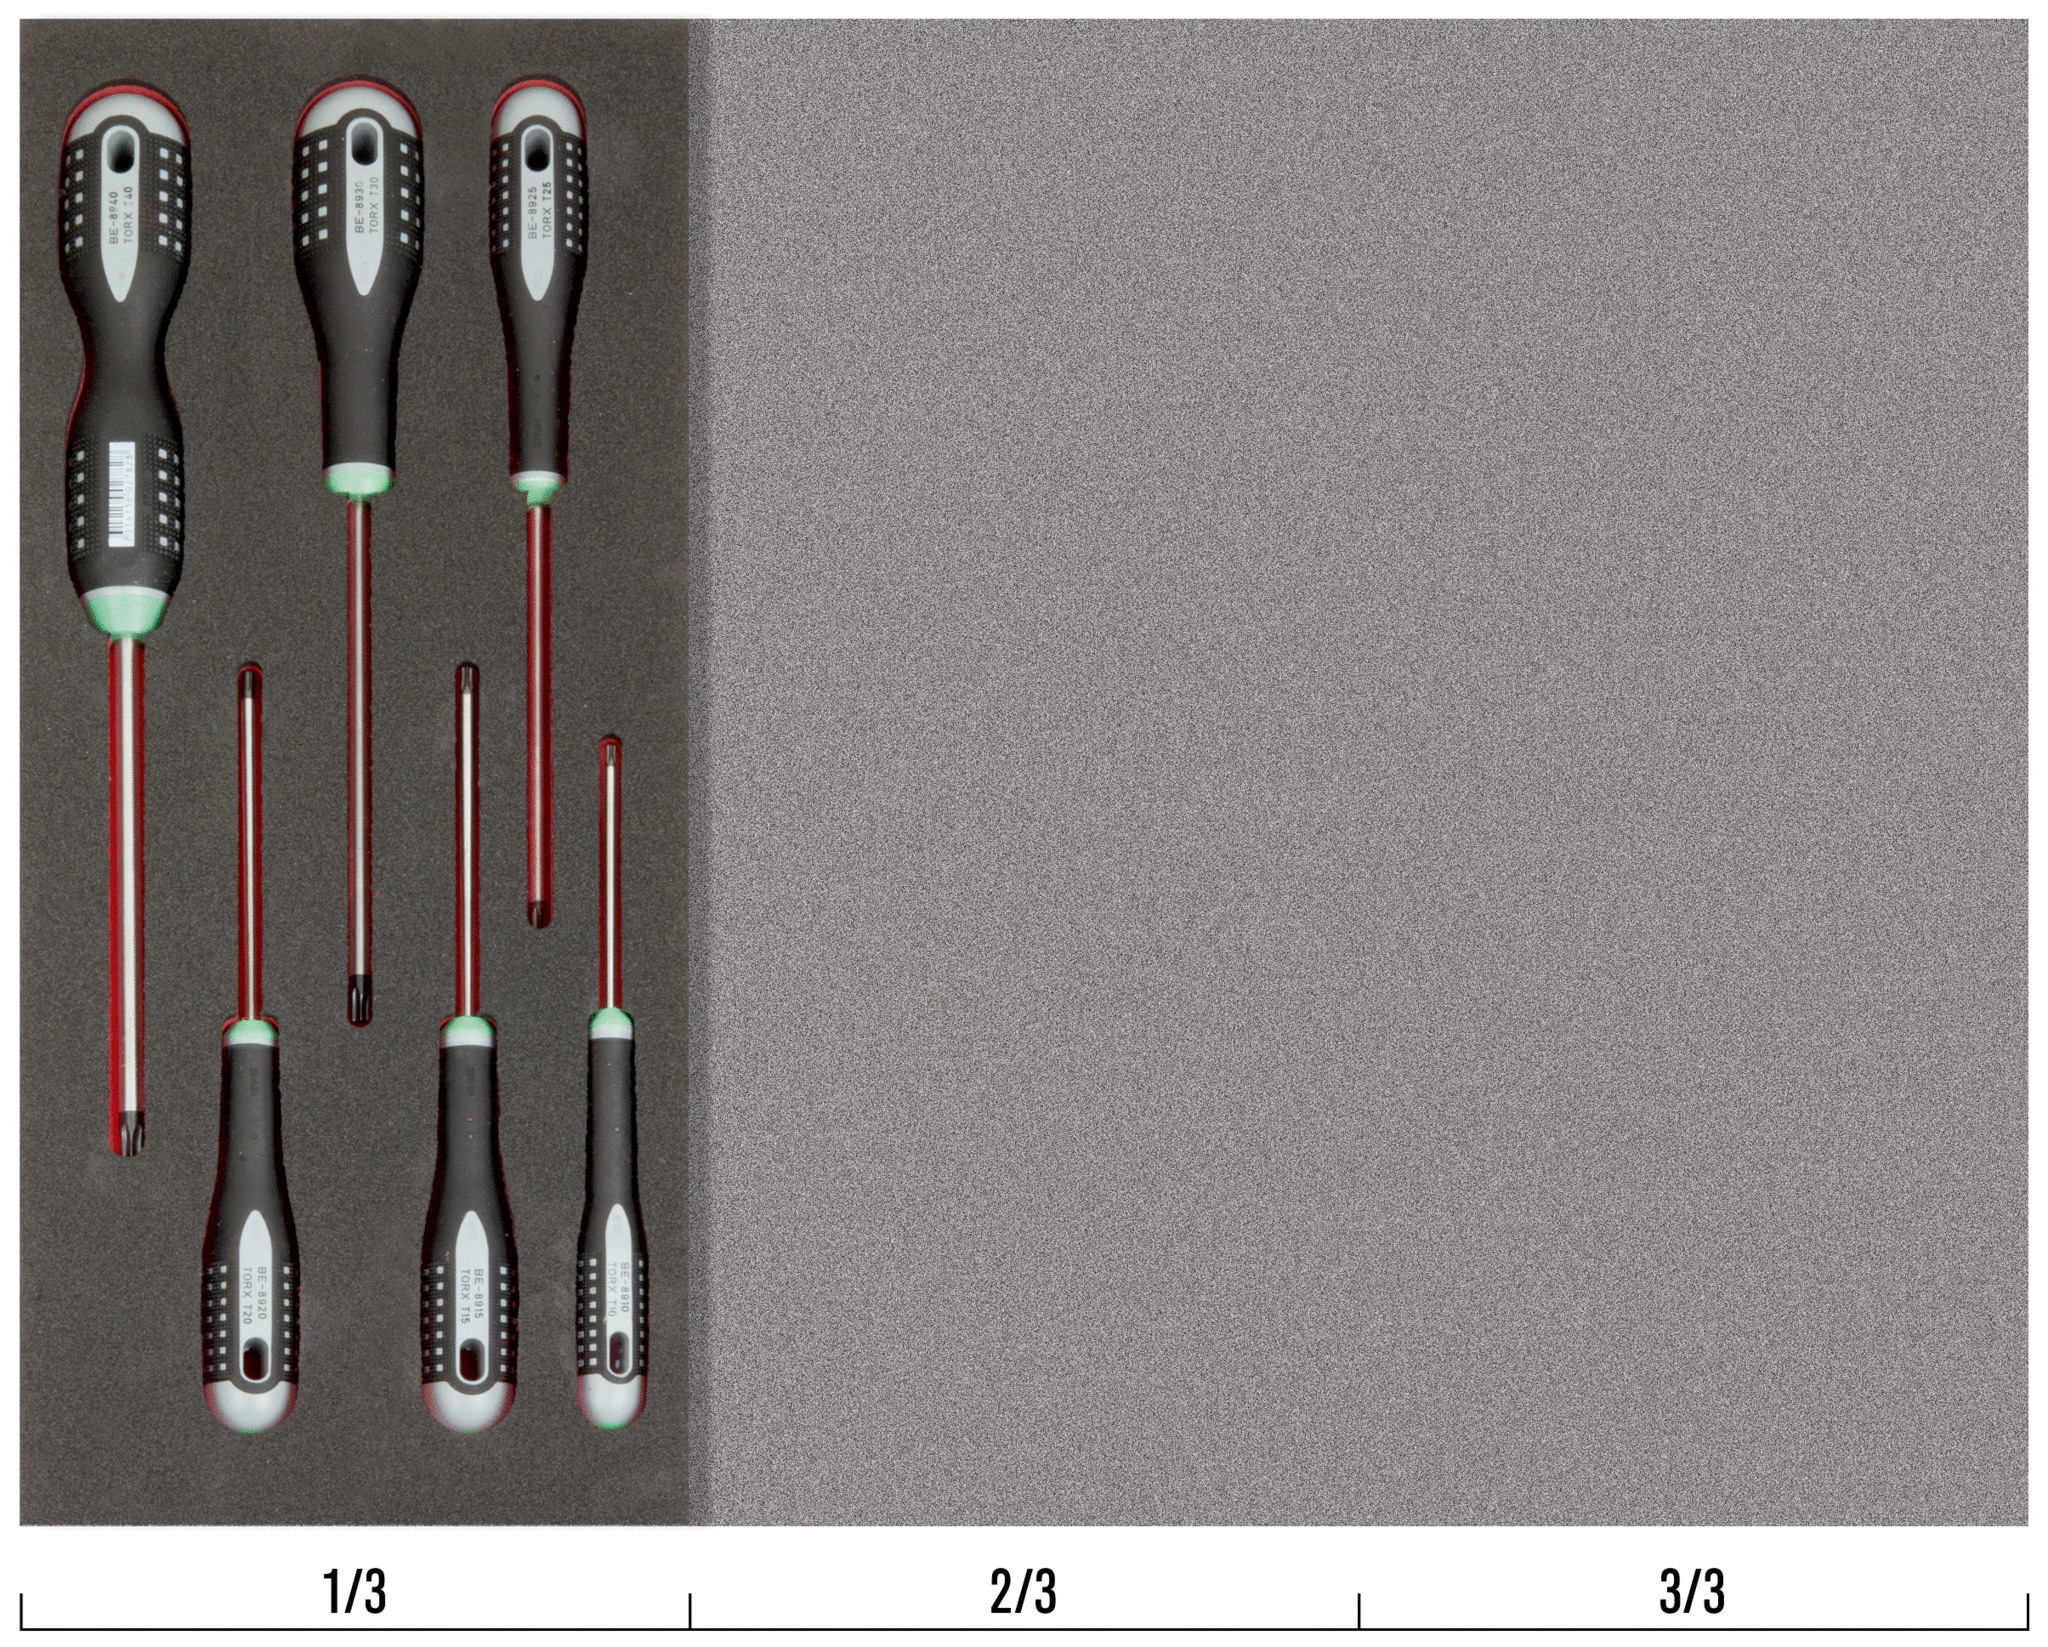 BE-8940
TORX T40
BE-8930
TORX T30
BE-8925
TORX T25
BE-8920
TORX T20
BE-8915
TORX T15
BE-8910
TORX T10
1/3
2/3
3/3